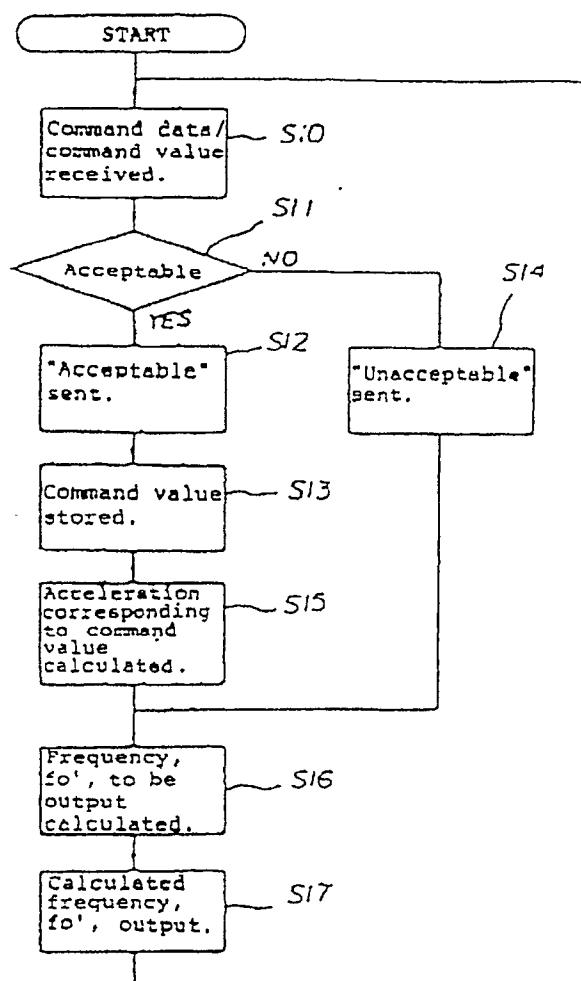 START
Command data/
command value
received.
S10
S11
Acceptable
NO
S14
YES
"Acceptable"
sent.
S12
"Unacceptable"
sent.
Command value
stored.
S13
Acceleration
corresponding
to command
value
calculated.
S15
Frequency,
fo', to be
output
calculated.
S16
Calculated
frequency,
fo', output.
S17